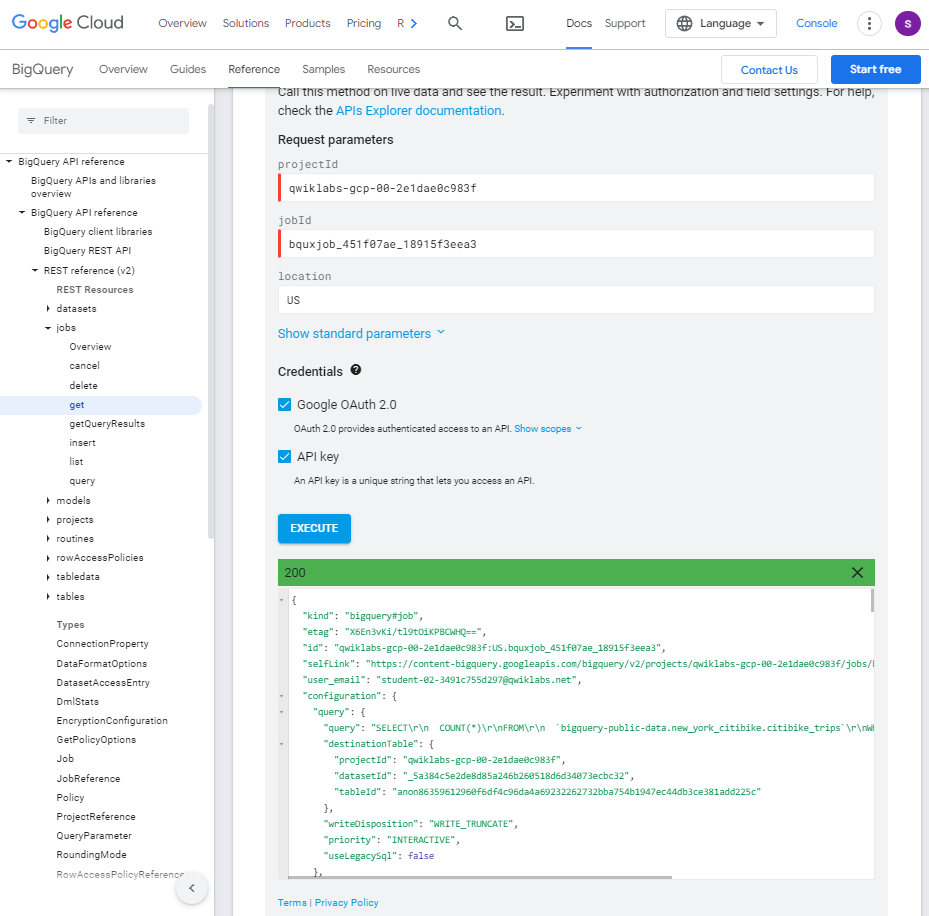 Google Cloud
Overview Solutions Products Pricing R
Docs Support
Language
Console
S
BigQuery
Overview Guides Reference Samples Resources
Contact Us
Start free
Filter
BigQuery API reference
BigQuery APIs and libraries
overview
BigQuery API reference
BigQuery client libraries
BigQuery REST API
REST reference (v2)
REST Resources
datasets
jobs
Overview
cancel
delete
get
getQueryResults
insert
list
query
models
projects
routines
rowAccessPolicies
tabledata
tables
Types
ConnectionProperty
DataFormatOptions
DatasetAccessEntry
DmlStats
EncryptionConfiguration
GetPolicyOptions
Job
JobReference
Policy
ProjectReference
QueryParameter
RoundingMode
RowAccessPolicyReference
Call this method on live data and see the result. Experiment with authorization and field settings. For help,
check the APIs Explorer documentation.
Request parameters
projectId
qwiklabs-gcp-00-2e1dae0c983f
jobId
bquxjob_451f07ae_18915f3eea3
location
US
Show standard parameters
Credentials
Google OAuth 2.0
OAuth 2.0 provides authenticated access to an API. Show scopes
API key
An API key is a unique string that lets you access an API.
EXECUTE
200
{
"kind": "bigquery#job",
"etag": "X6En3vKi/tl9tOiKPBCWHQ==",
"id": "qwiklabs-gcp-00-2e1dae0c983f:US.bquxjob_451f07ae_18915f3eea3",
"selfLink": "https://content-bigquery.googleapis.com/bigquery/v2/projects/qwiklabs-gcp-00-2e1dae0c983f/jobs/
"user_email": "student-02-3491c755d297@qwiklabs.net",
"configuration": {
"query": {
"query": "SELECT\r\n  COUNT(*)\r\nFROM\r\n  `bigquery-public-data.new_york_citibike.citibike_trips`\r\nW
"destinationTable": {
"projectId": "qwiklabs-gcp-00-2e1dae0c983f",
"datasetId": "_5a384c5e2de8d85a246b260518d6d34073ecbc32",
"tableId": "anon86359612960f6df4c96da4a69232262732bba754b1947ec44db3ce381add225c"
},
"writeDisposition": "WRITE_TRUNCATE",
"priority": "INTERACTIVE",
"useLegacySql": false
},
Terms | Privacy Policy